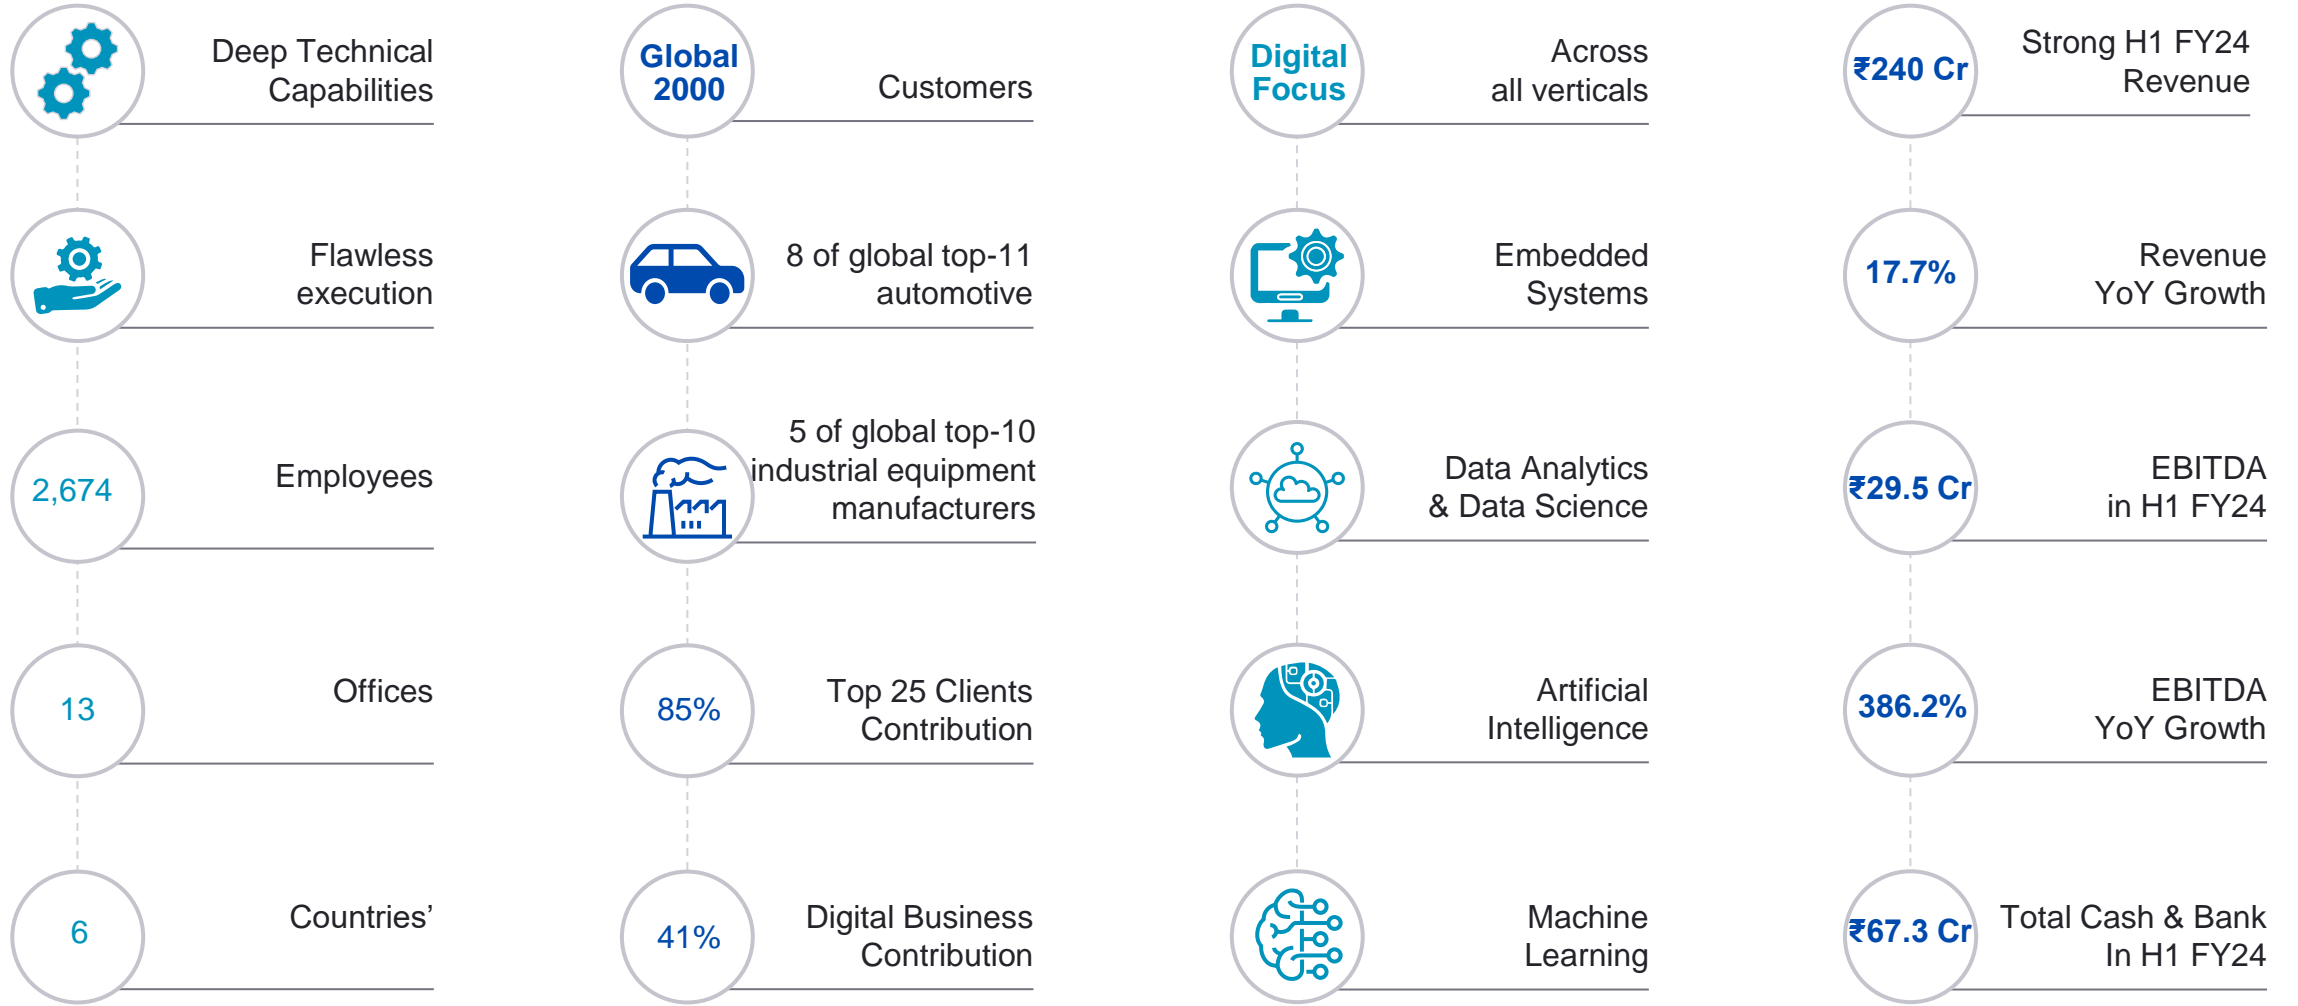 Deep Technical
Capabilities
Flawless
execution
2,674
Employees
13
Offices
6
Countries’
Global
2000
Customers
8 of global top-11
automotive
5 of global top-10
industrial equipment
manufacturers
85%
Top 25 Clients
Contribution
41%
Digital Business
Contribution
Digital
Focus
Across
all verticals
Embedded
Systems
Data Analytics
& Data Science
Artificial
Intelligence
Machine
Learning
₹240 Cr
Strong H1 FY24
Revenue
17.7%
Revenue
YoY Growth
₹29.5 Cr
EBITDA
in H1 FY24
386.2%
EBITDA
YoY Growth
₹67.3 Cr
Total Cash & Bank
In H1 FY24